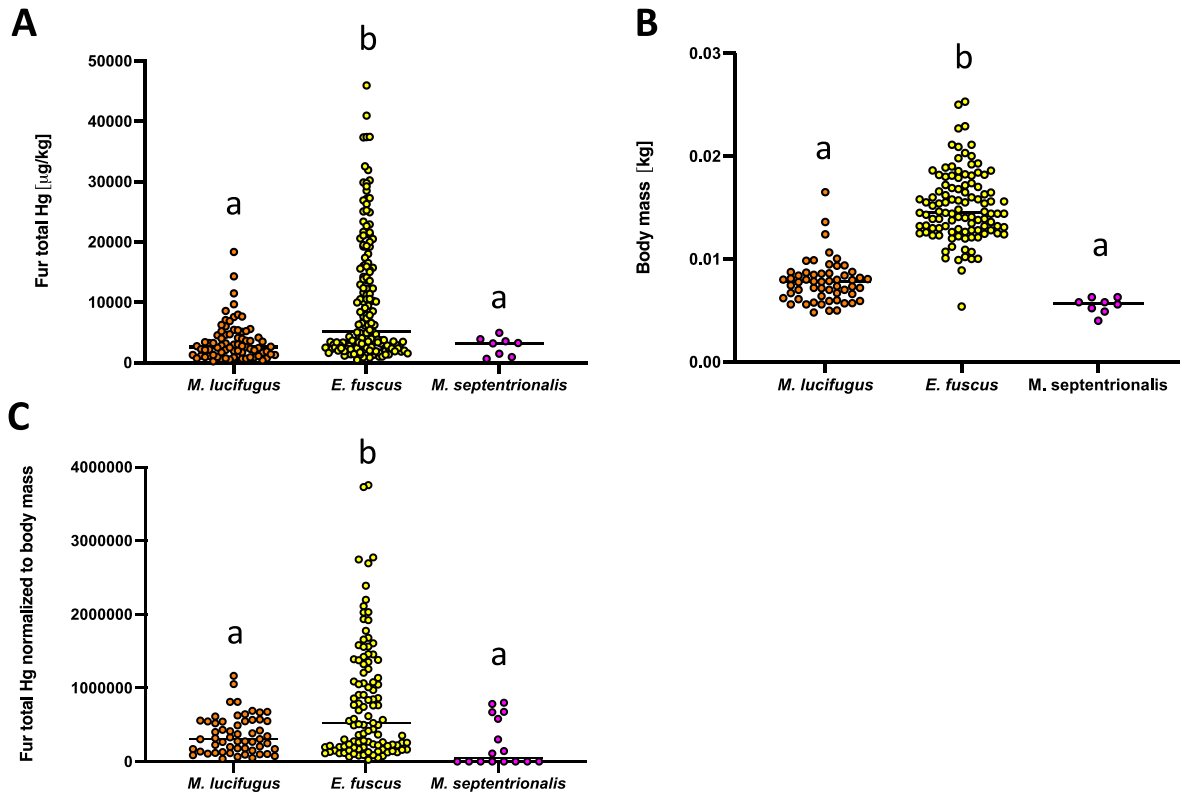 A
b
50000
40000
30000
20000
10000
0
Fur total Hg [µg/kg]
a
a
M. lucifugus
E. fuscus
M. septentrionalis
B
b
0.03
0.02
0.01
0.00
Body mass [kg]
a
a
M. lucifugus
E. fuscus
M. septentrionalis
C
b
4000000
3000000
2000000
1000000
0
Fur total Hg normalized to body mass
a
a
M. lucifugus
E. fuscus
M. septentrionalis